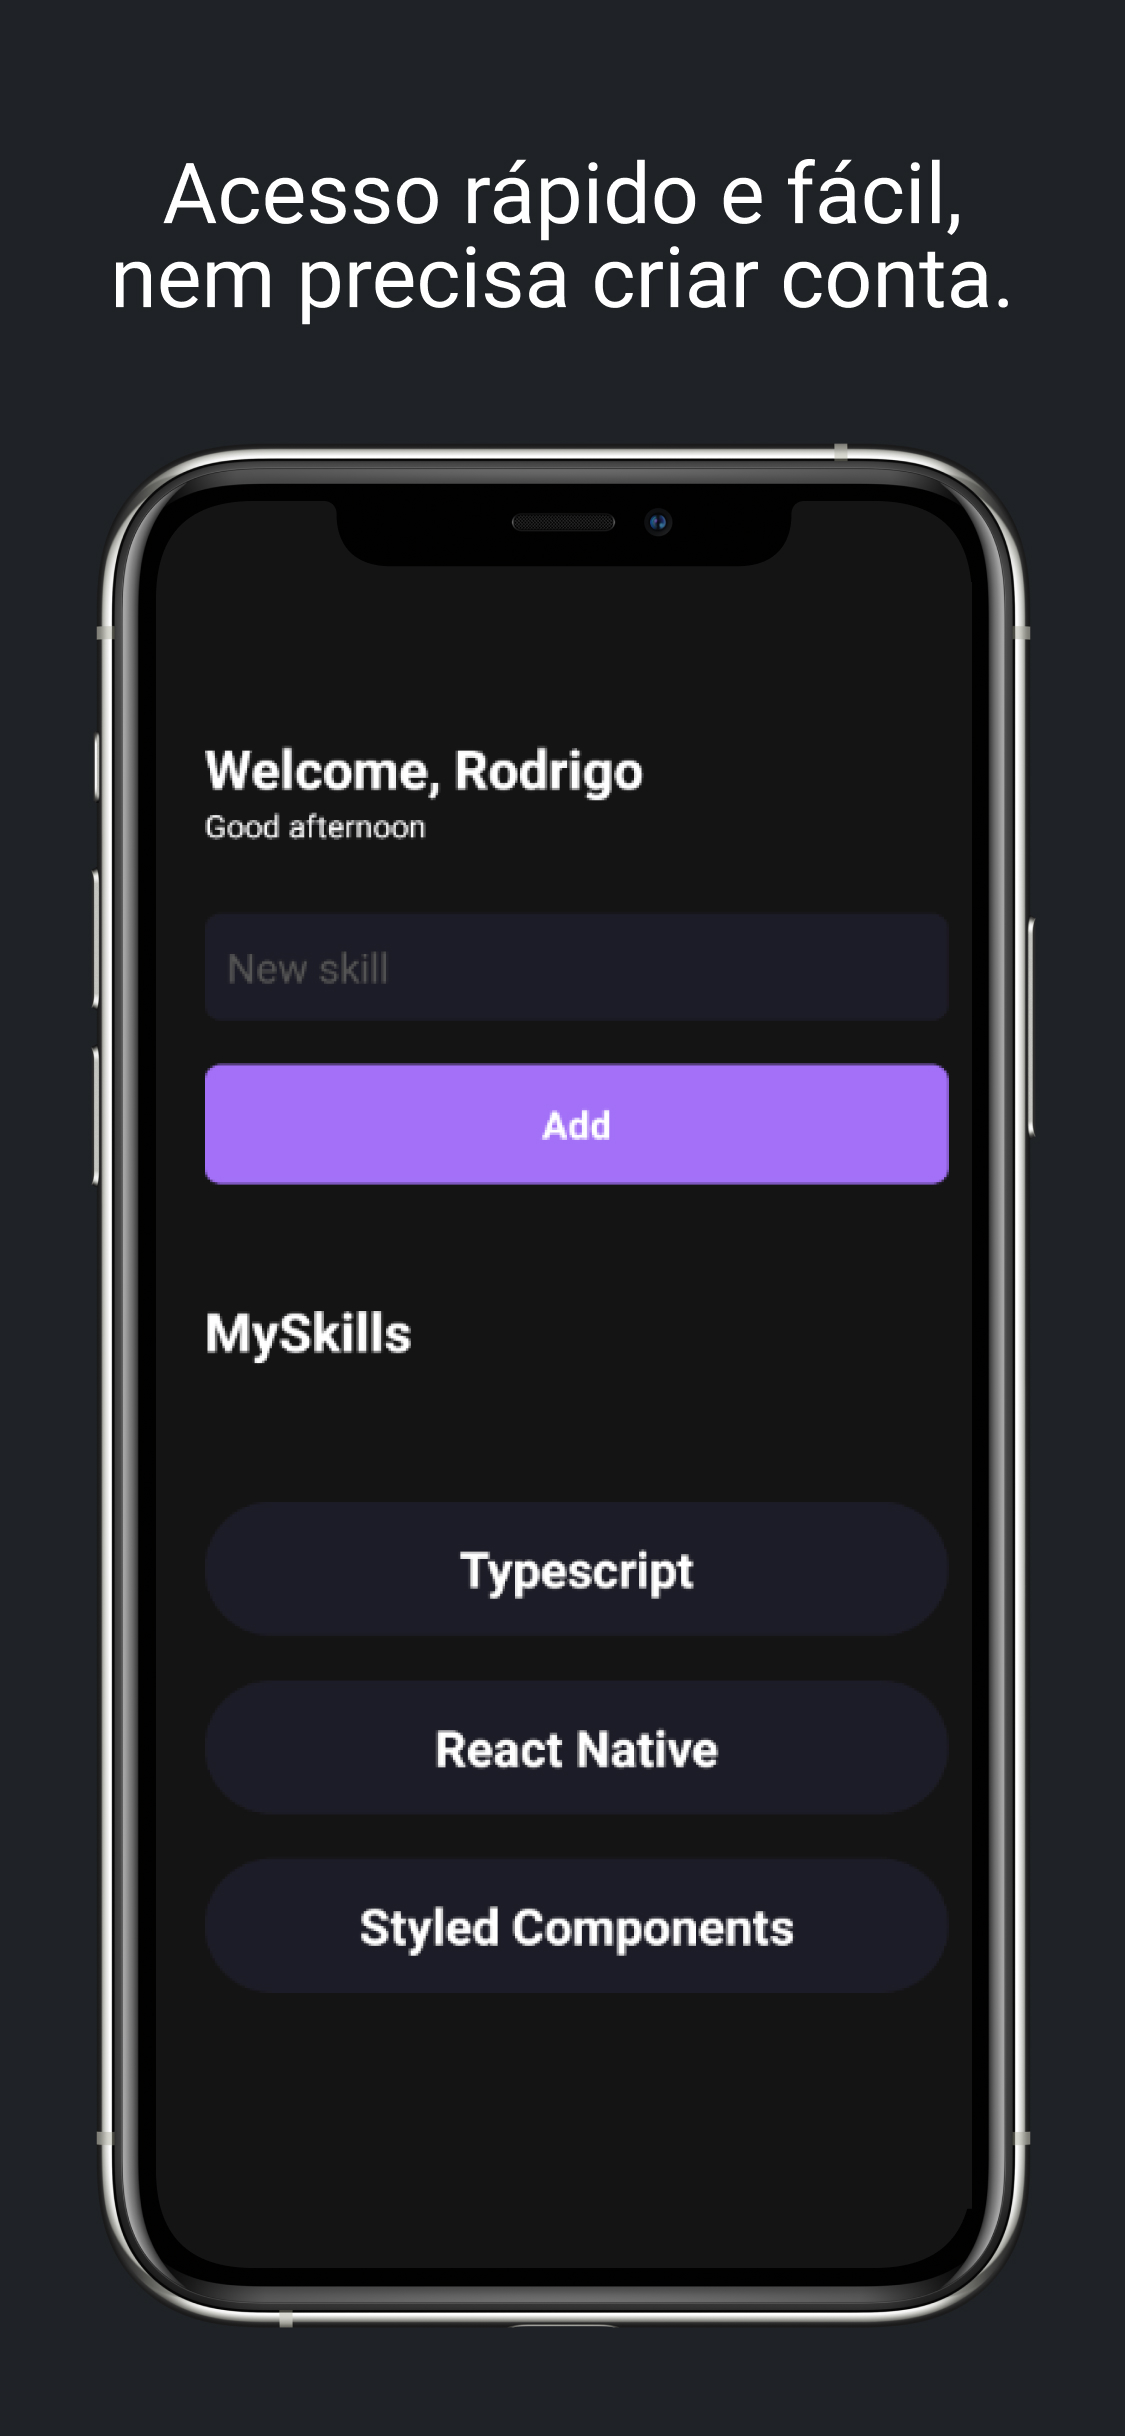 Acesso rápido e fácil,
nem precisa criar conta.
Welcome, Rodrigo
Good afternoon
New skill
Add
MySkills
Typescript
React Native
Styled Components